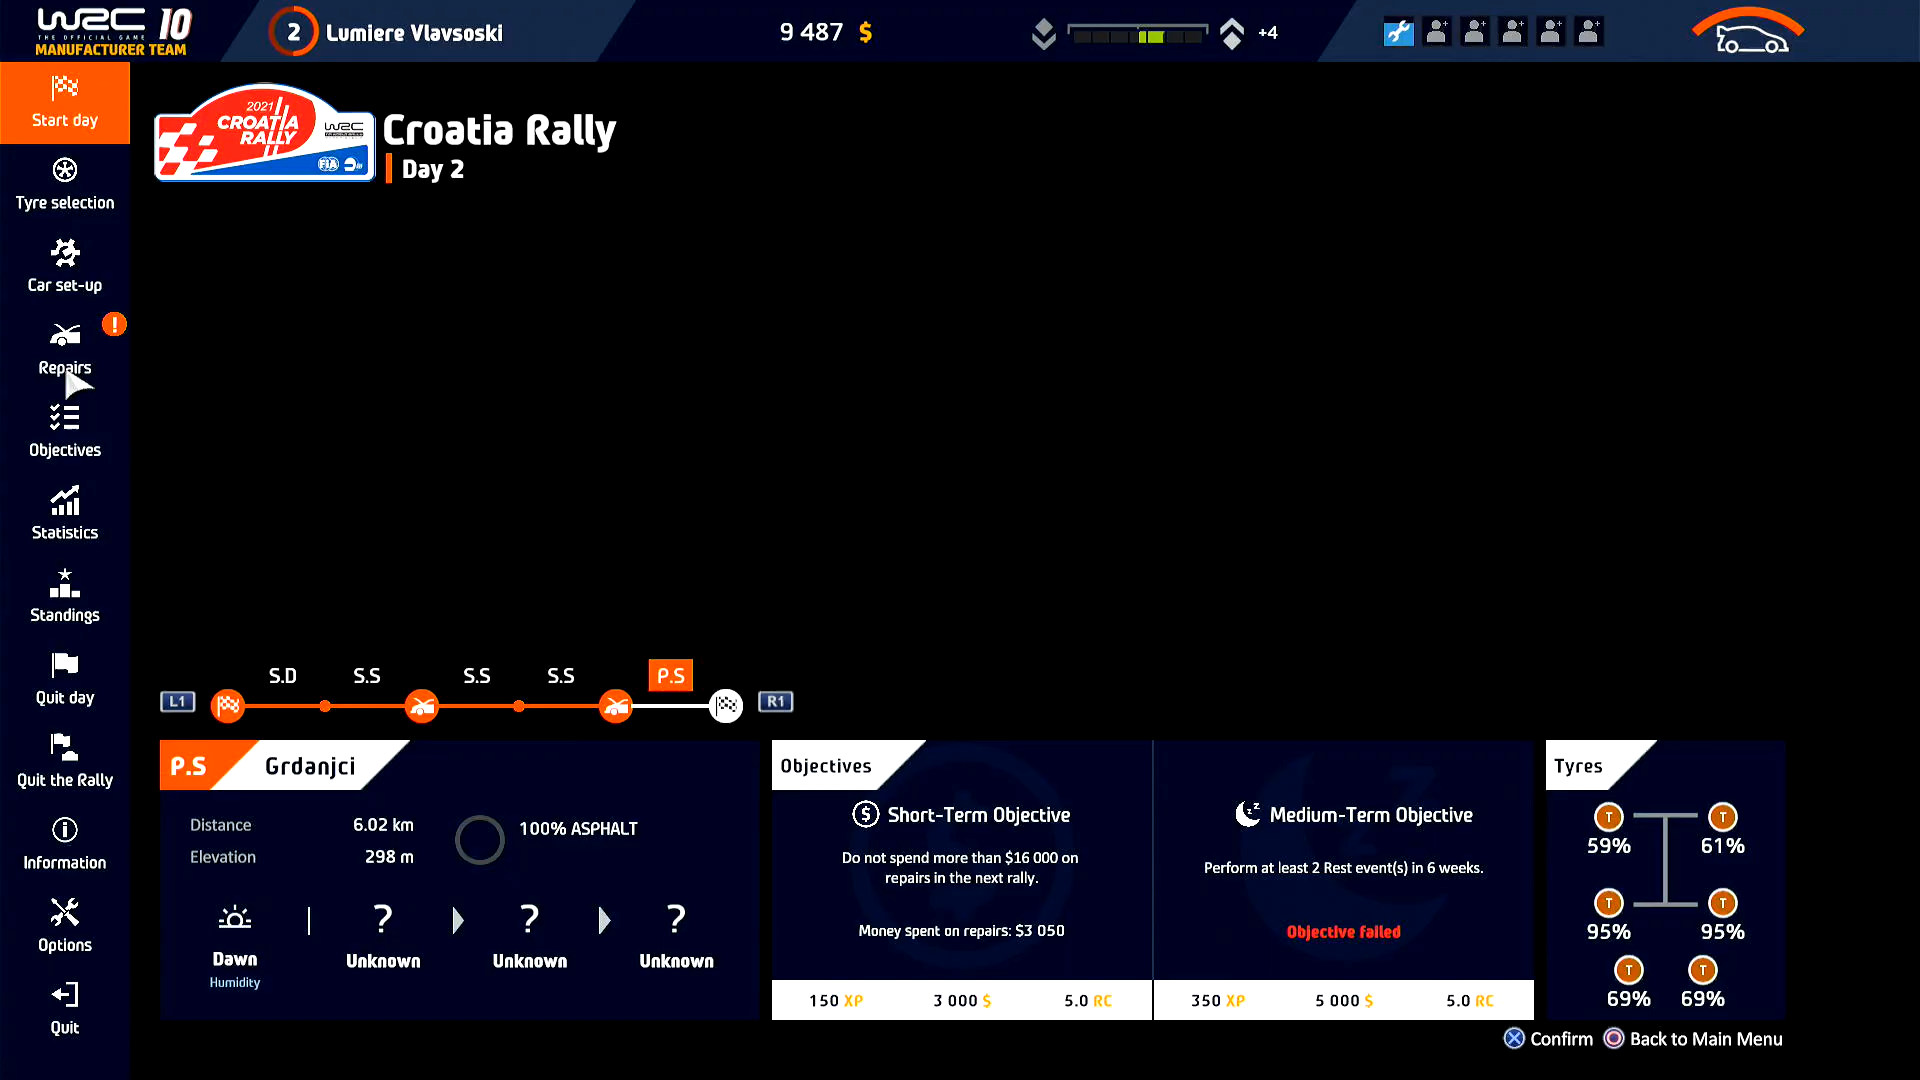 WRC 10
THE OFFICIAL GAME
MANUFACTURER TEAM
2
Lumiere Vlavsoski
9 487 $
+4
Start day
Tyre selection
Car set-up
!
Repairs
Objectives
Statistics
Standings
Quit day
Quit the Rally
Information
Options
Quit
2021
CROATIA
RALLY
WRC
FIA
Croatia Rally
Day 2
S.D
S.S
S.S
S.S
P.S
L1
R1
P.S
Grdanjci
Distance
6.02 km
Elevation
298 m
100% ASPHALT
Dawn
Humidity
?
Unknown
?
Unknown
?
Unknown
Objectives
$ Short-Term Objective
Do not spend more than $16 000 on
repairs in the next rally.
Money spent on repairs: $3 050
150 XP
3 000 $
5.0 RC
Medium-Term Objective
Perform at least 2 Rest event(s) in 6 weeks.
Objective failed
350 XP
5 000 $
5.0 RC
Tyres
T
T
59%
61%
T
T
95%
95%
T
T
69%
69%
Confirm
Back to Main Menu